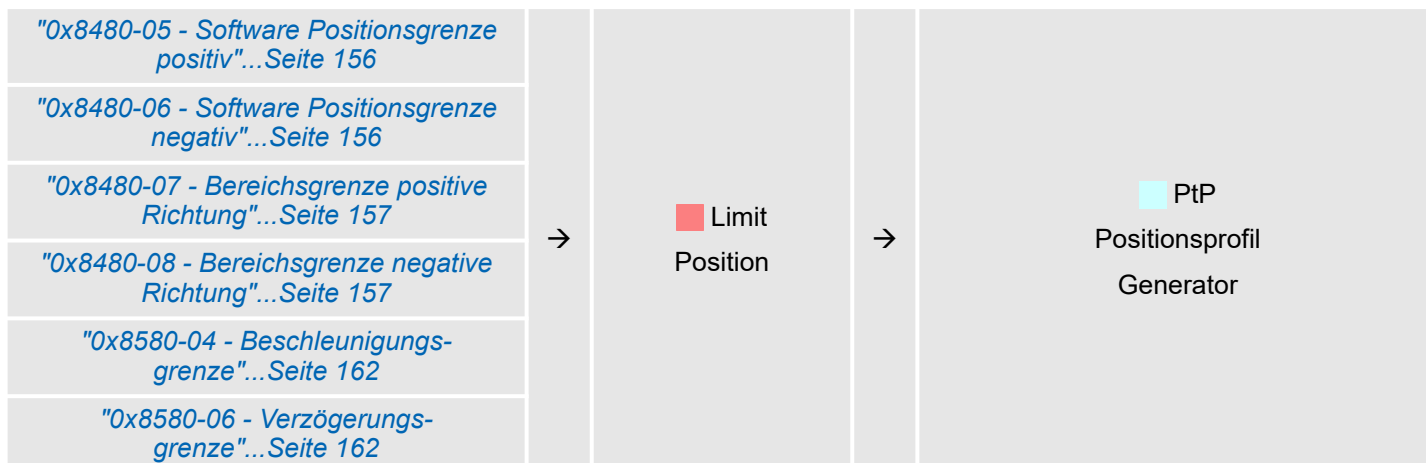 "0x8480-05 - Software Positionsgrenze
positiv"...Seite 156
"0x8480-06 - Software Positionsgrenze
negativ"...Seite 156
"0x8480-07 - Bereichsgrenze positive
Richtung"...Seite 157
"0x8480-08 - Bereichsgrenze negative
Richtung"...Seite 157
"0x8580-04 - Beschleunigungs-
grenze"...Seite 162
"0x8580-06 - Verzögerungs-
grenze"...Seite 162
→
Limit
Position
→
PtP
Positionsprofil
Generator